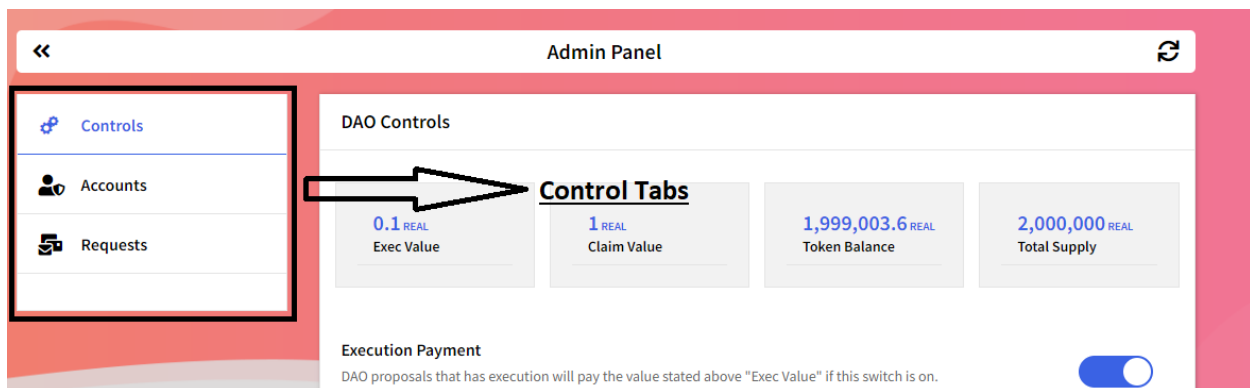 Admin Panel
Controls
Accounts
Requests
DAO Controls
Control Tabs
0.1 REAL
Exec Value
1 REAL
Claim Value
1,999,003.6 REAL
Token Balance
2,000,000 REAL
Total Supply
Execution Payment
DAO proposals that has execution will pay the value stated above "Exec Value" if this switch is on.